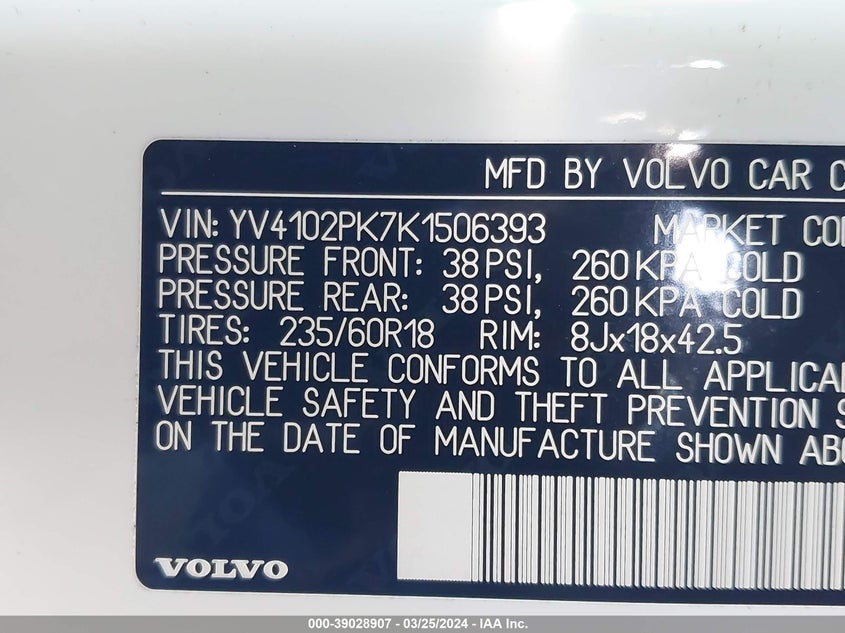 MFD BY VOLVO CAR C
VIN: YV4102PK7K1506393 MARKET CO
PRESSURE FRONT: 38 PSI, 260 KPA COLD
PRESSURE REAR: 38 PSI, 260 KPA COLD
TIRES: 235/60R18 RIM: 8Jx18x42.5
THIS VEHICLE CONFORMS TO ALL APPLICA
VEHICLE SAFETY AND THEFT PREVENTION S
ON THE DATE OF MANUFACTURE SHOWN ABO
VOLVO
000-39028907 - 03/25/2024 - IAA Inc.